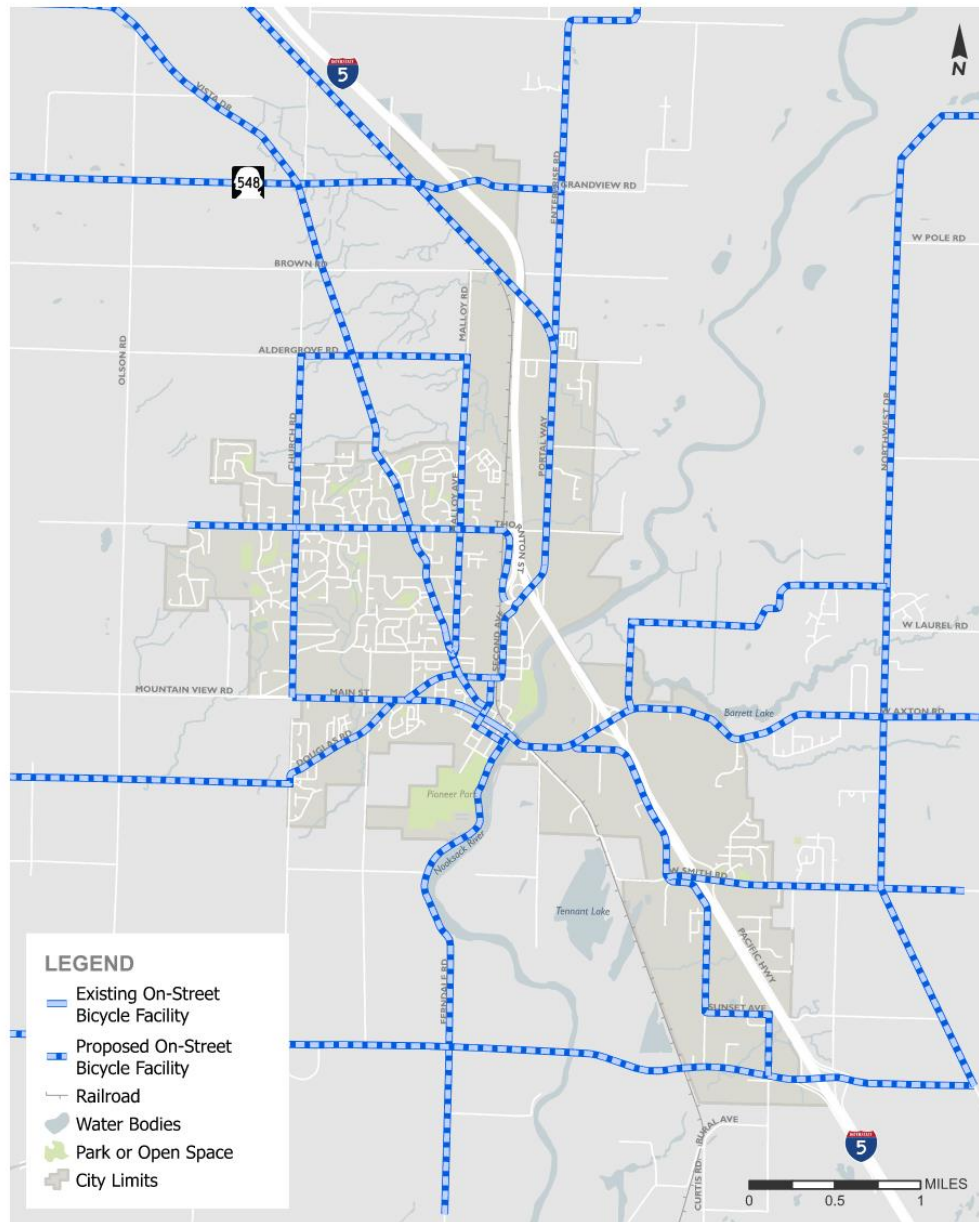 INTERSTATE
5
N
VISTA DR
548
ENTERPRISE RD
GRANDVIEW RD
W POLE RD
BROWN RD
MALLOY RD
OLSON RD
ALDERGROVE RD
NORTHWEST DR
CHURCH RD
PORTAL WAY
MALLOY AVE
THORNTON ST
SECOND AVE
W LAUREL RD
MOUNTAIN VIEW RD
MAIN ST
Barrett Lake
W AXTON RD
DOUGLAS RD
Pioneer Park
Nooksack River
W SMITH RD
Tennant Lake
PACIFIC HWY
FERNDALE RD
SUNSET AVE
RURAL AVE
CURTIS RD
INTERSTATE
5
LEGEND
Existing On-Street
Bicycle Facility
Proposed On-Street
Bicycle Facility
Railroad
Water Bodies
Park or Open Space
City Limits
MILES
0 0.5 1